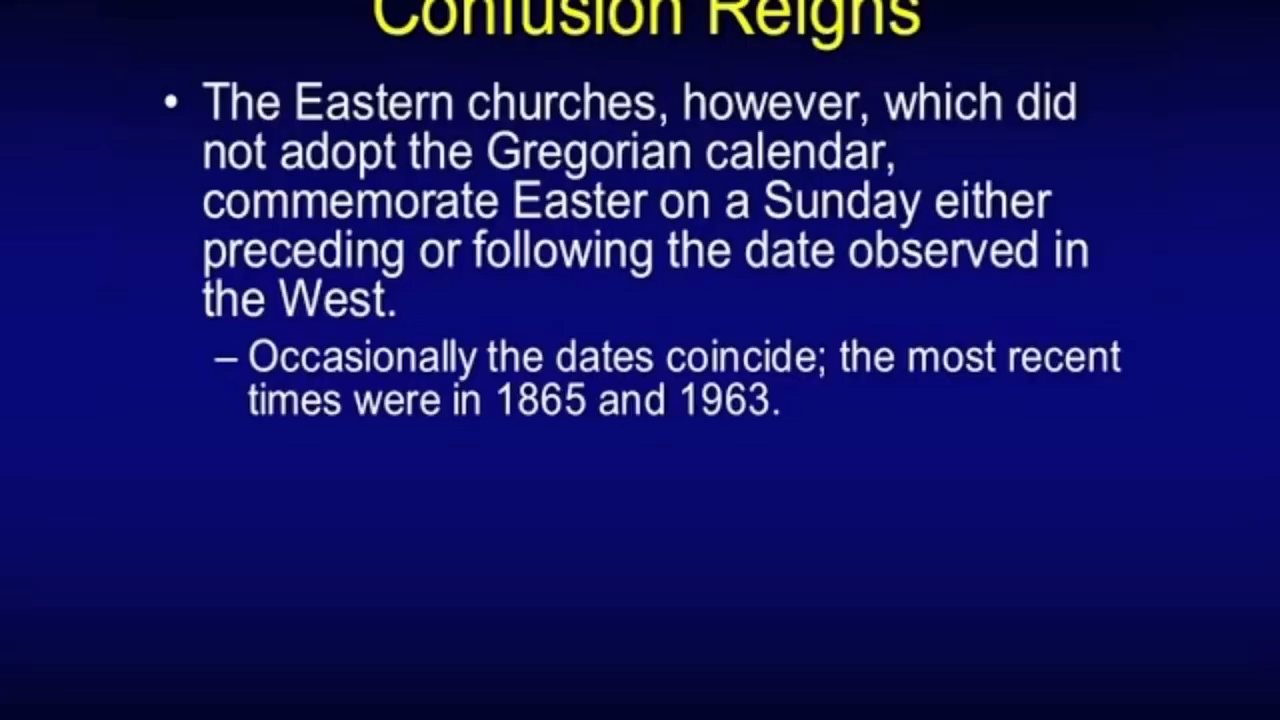 Confusion Reigns
• The Eastern churches, however, which did
not adopt the Gregorian calendar,
commemorate Easter on a Sunday either
preceding or following the date observed in
the West.
– Occasionally the dates coincide; the most recent
times were in 1865 and 1963.